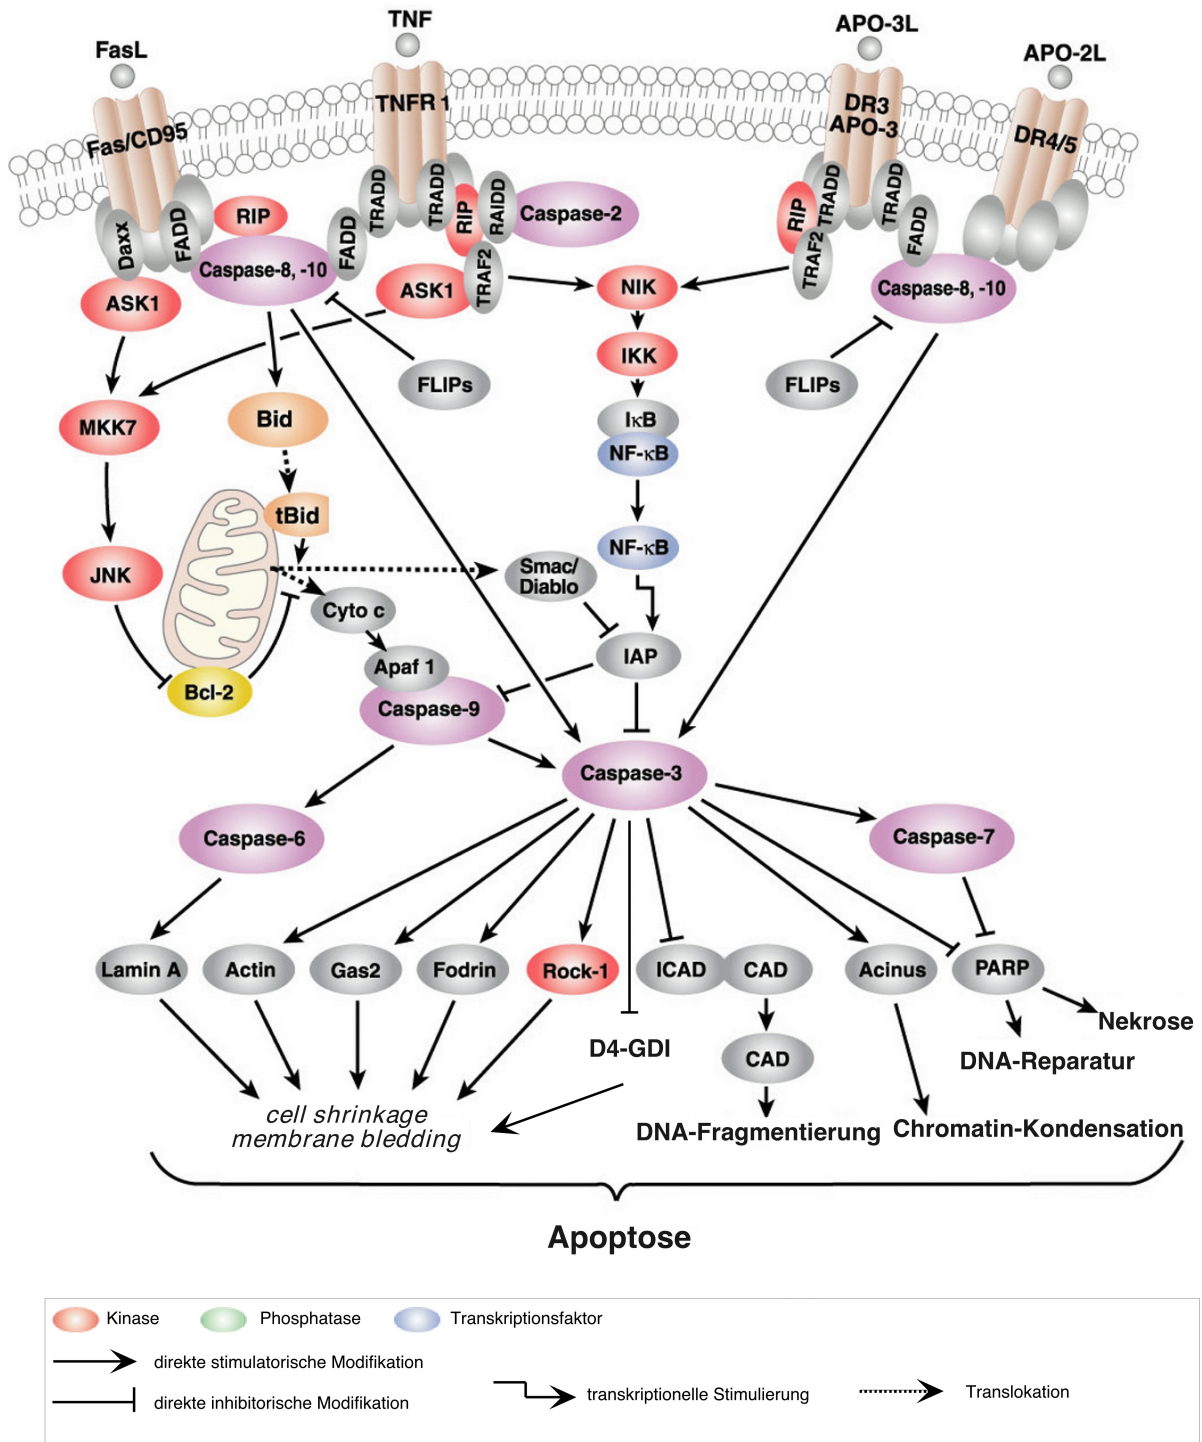 TNF
APO-3L
FasL
APO-2L
TNFR 1
DR3
APO-3
Fas/CD95
DR4/5
TRADD
TRADD
TRADD
TRADD
RIP
RIP
RAIDD
Caspase-2
RIP
Daxx
FADD
FADD
FADD
Caspase-8, -10
TRAF2
TRAF2
ASK1
ASK1
NIK
Caspase-8, -10
IKK
FLIPs
FLIPs
MKK7
Bid
IκB
NF-κB
tBid
NF-κB
JNK
Smac/
Diablo
Cyto c
IAP
Apaf 1
Bcl-2
Caspase-9
Caspase-3
Caspase-6
Caspase-7
Lamin A
Actin
Gas2
Fodrin
Rock-1
ICAD
CAD
Acinus
PARP
Nekrose
D4-GDI
CAD
DNA-Reparatur
cell shrinkage
membrane bledding
DNA-Fragmentierung
Chromatin-Kondensation
Apoptose
Kinase
Phosphatase
Transkriptionsfaktor
direkte stimulatorische Modifikation
direkte inhibitorische Modifikation
transkriptionelle Stimulierung
Translokation